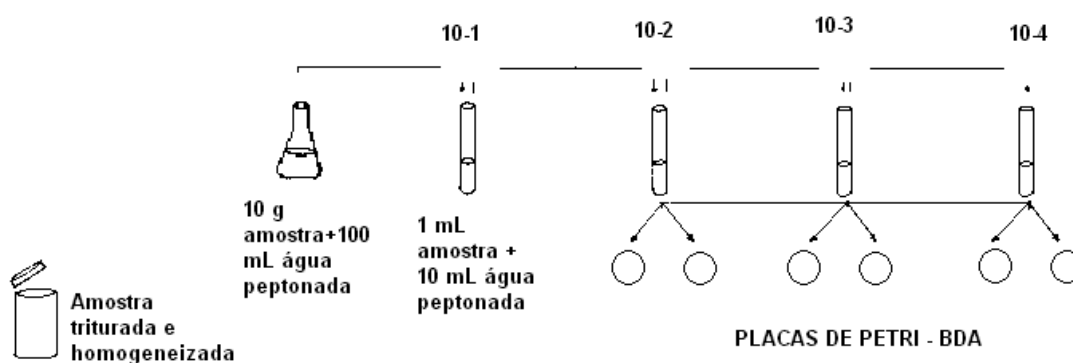 10-1
10-2
10-3
10-4
10 g
amostra+100
mL água
peptonada
1 mL
amostra +
10 mL água
peptonada
Amostra
triturada e
homogeneizada
PLACAS DE PETRI - BDA